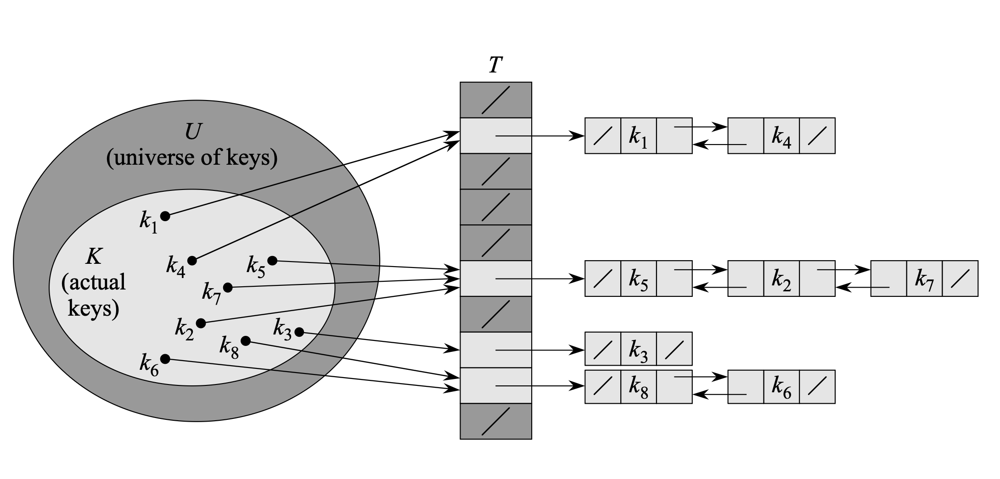 T
U
(universe of keys)
k₁ k₄
k₁
K
(actual
keys)
k₄ k₅
k₇
k₅ k₂ k₇
k₂ k₃
k₈
k₆
k₃
k₈ k₆